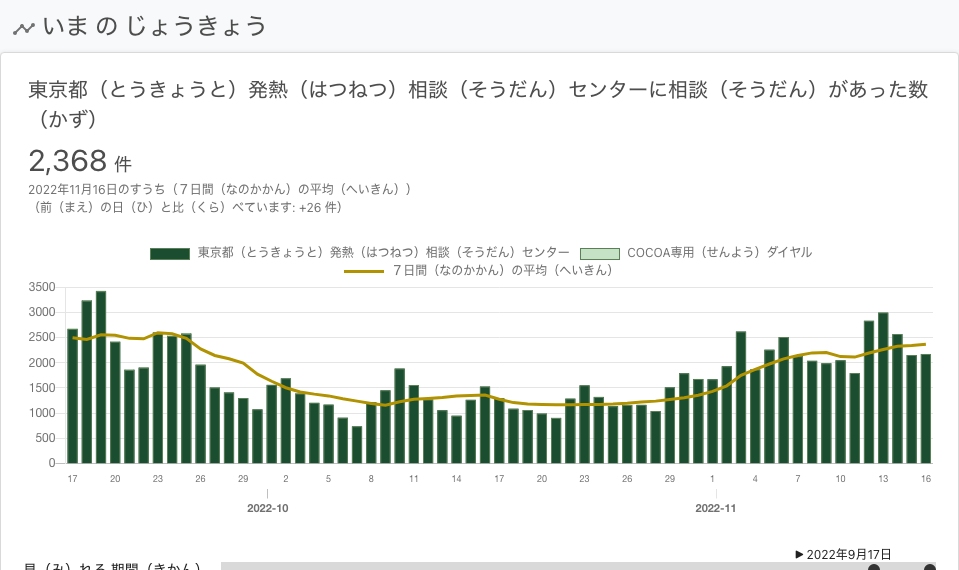 いま の じょうきょう
東京都（とうきょうと）発熱（はつねつ）相談（そうだん）センターに相談（そうだん）があった数
（かず）
2,368 件
2022年11月16日のすうち（７日間（なのかかん）の平均（へいきん））
（前（まえ）の日（ひ）と比（くら）べています: +26 件）
東京都（とうきょうと）発熱（はつねつ）相談（そうだん）センター COCOA専用（せんよう）ダイヤル
７日間（なのかかん）の平均（へいきん）
3500
3000
2500
2000
1500
1000
500
0
17 20 23 26 29 2 5 8 11 14 17 20 23 26 29 1 4 7 10 13 16
2022-10 2022-11
▶ 2022年9月17日
見（み）れる 期間（きかん）